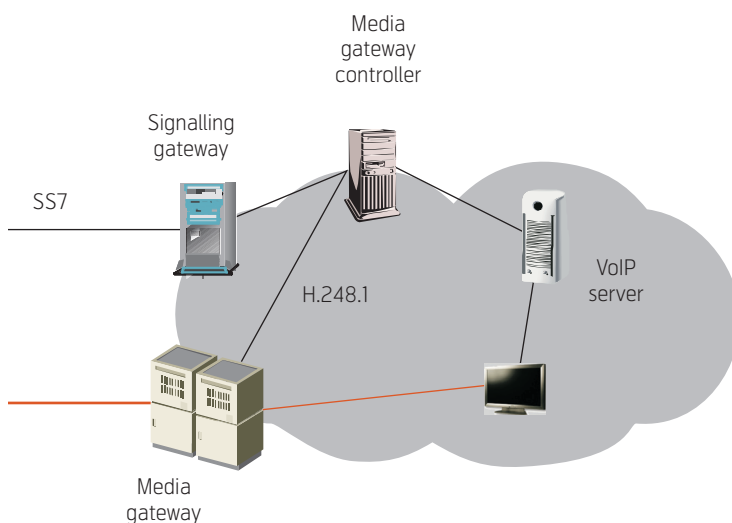 Media
gateway
controller
Signalling
gateway
SS7
H.248.1
VoIP
server
Media
gateway